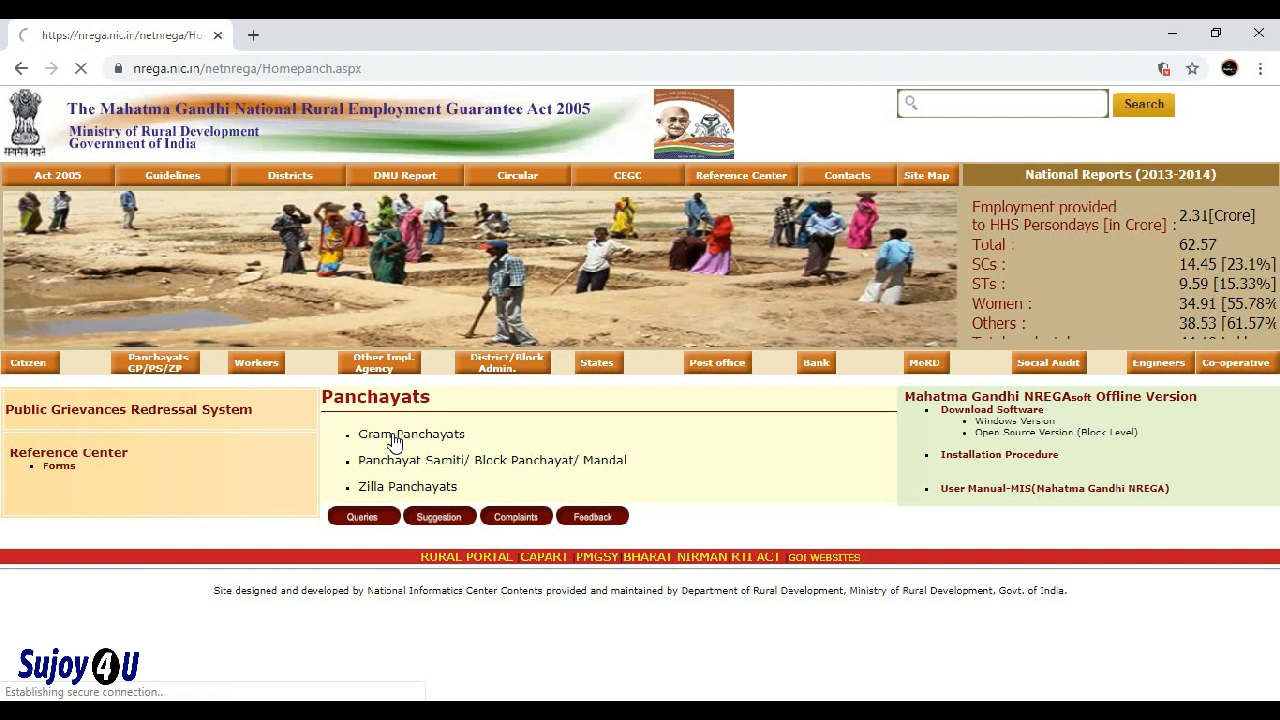 https://nrega.nic.in/netnrega/Ho
nrega.nic.in/netnrega/Homepanch.aspx
The Mahatma Gandhi National Rural Employment Guarantee Act 2005
Ministry of Rural Development
Government of India
सत्यमेव जयते
Search
Act 2005
Guidelines
Districts
DMU Report
Circular
CEGC
Reference Center
Contacts
Site Map
National Reports (2013-2014)
Employment provided
to HHS Persondays [in Crore] :
2.31[Crore]
Total : 62.57
SCs : 14.45 [23.1%]
STs : 9.59 [15.33%]
Women : 34.91 [55.78%
Others : 38.53 [61.57%
Citizen
Panchayats
GP/PS/ZP
Workers
Other Impl.
Agency
District/Block
Admin.
States
Post office
Bank
MoRD
Social Audit
Engineers
Co-operative
Public Grievances Redressal System
Reference Center
Forms
Panchayats
Gram Panchayats
Panchayat Samiti/ Block Panchayat/ Mandal
Zilla Panchayats
Queries
Suggestion
Complaints
Feedback
Mahatma Gandhi NREGAsoft Offline Version
Download Software
Windows Version
Open Source Version (Block Level)
Installation Procedure
User Manual-MIS(Mahatma Gandhi NREGA)
RURAL PORTAL |CAPART |PMGSY|BHARAT NIRMAN RTI ACT |GOI WEBSITES
Site designed and developed by National Informatics Center Contents provided and maintained by Department of Rural Development, Ministry of Rural Development, Govt. of India.
Sujoy4U
Establishing secure connection...